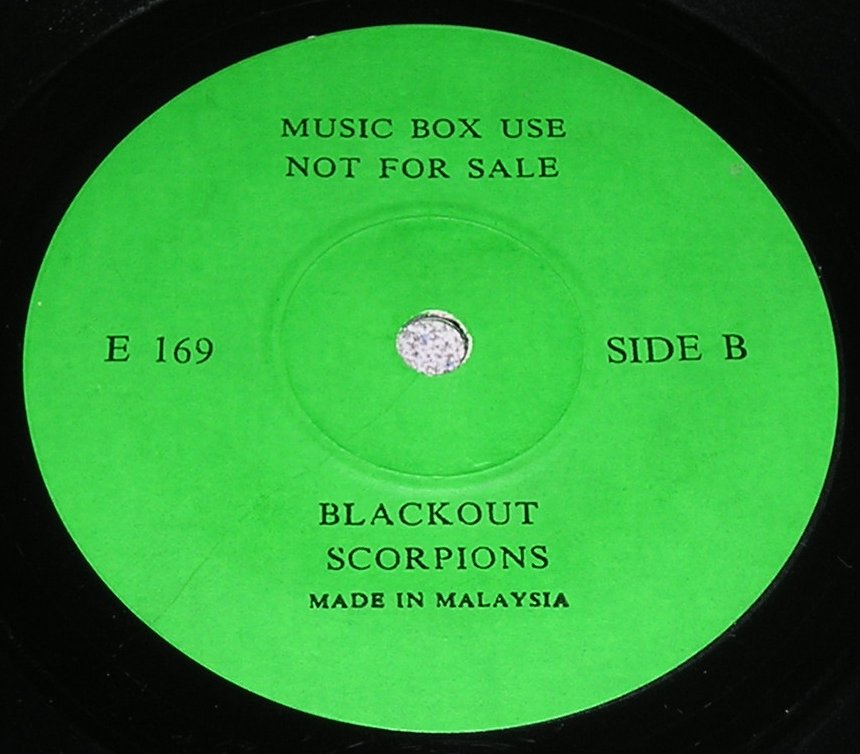 MUSIC BOX USE
NOT FOR SALE
E 169
SIDE B
BLACKOUT
SCORPIONS
MADE IN MALAYSIA